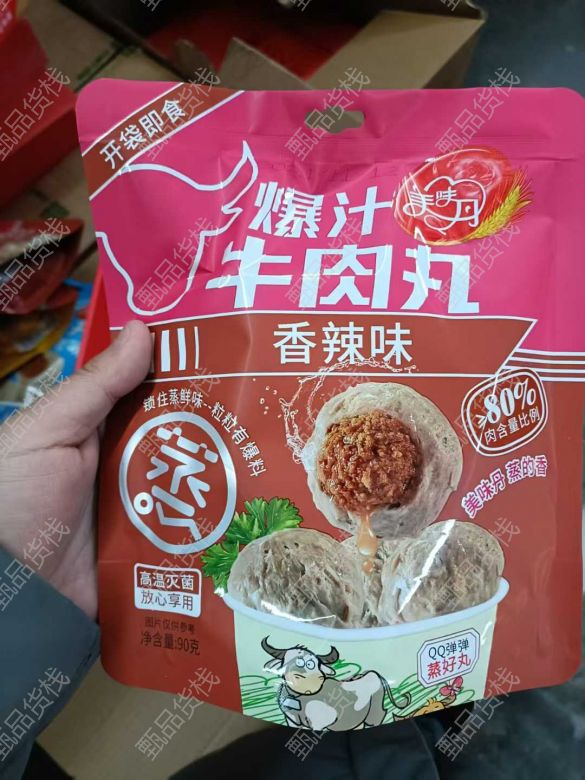 开袋即食
爆汁
牛肉丸
美味丹
香辣味
锁住蒸鲜味--粒粒有爆料
≥80%
肉含量比例
蒸
美味丹 蒸的香
高温灭菌
放心享用
图片仅供参考
净含量:90克
QQ弹弹
蒸好丸
甄品货栈